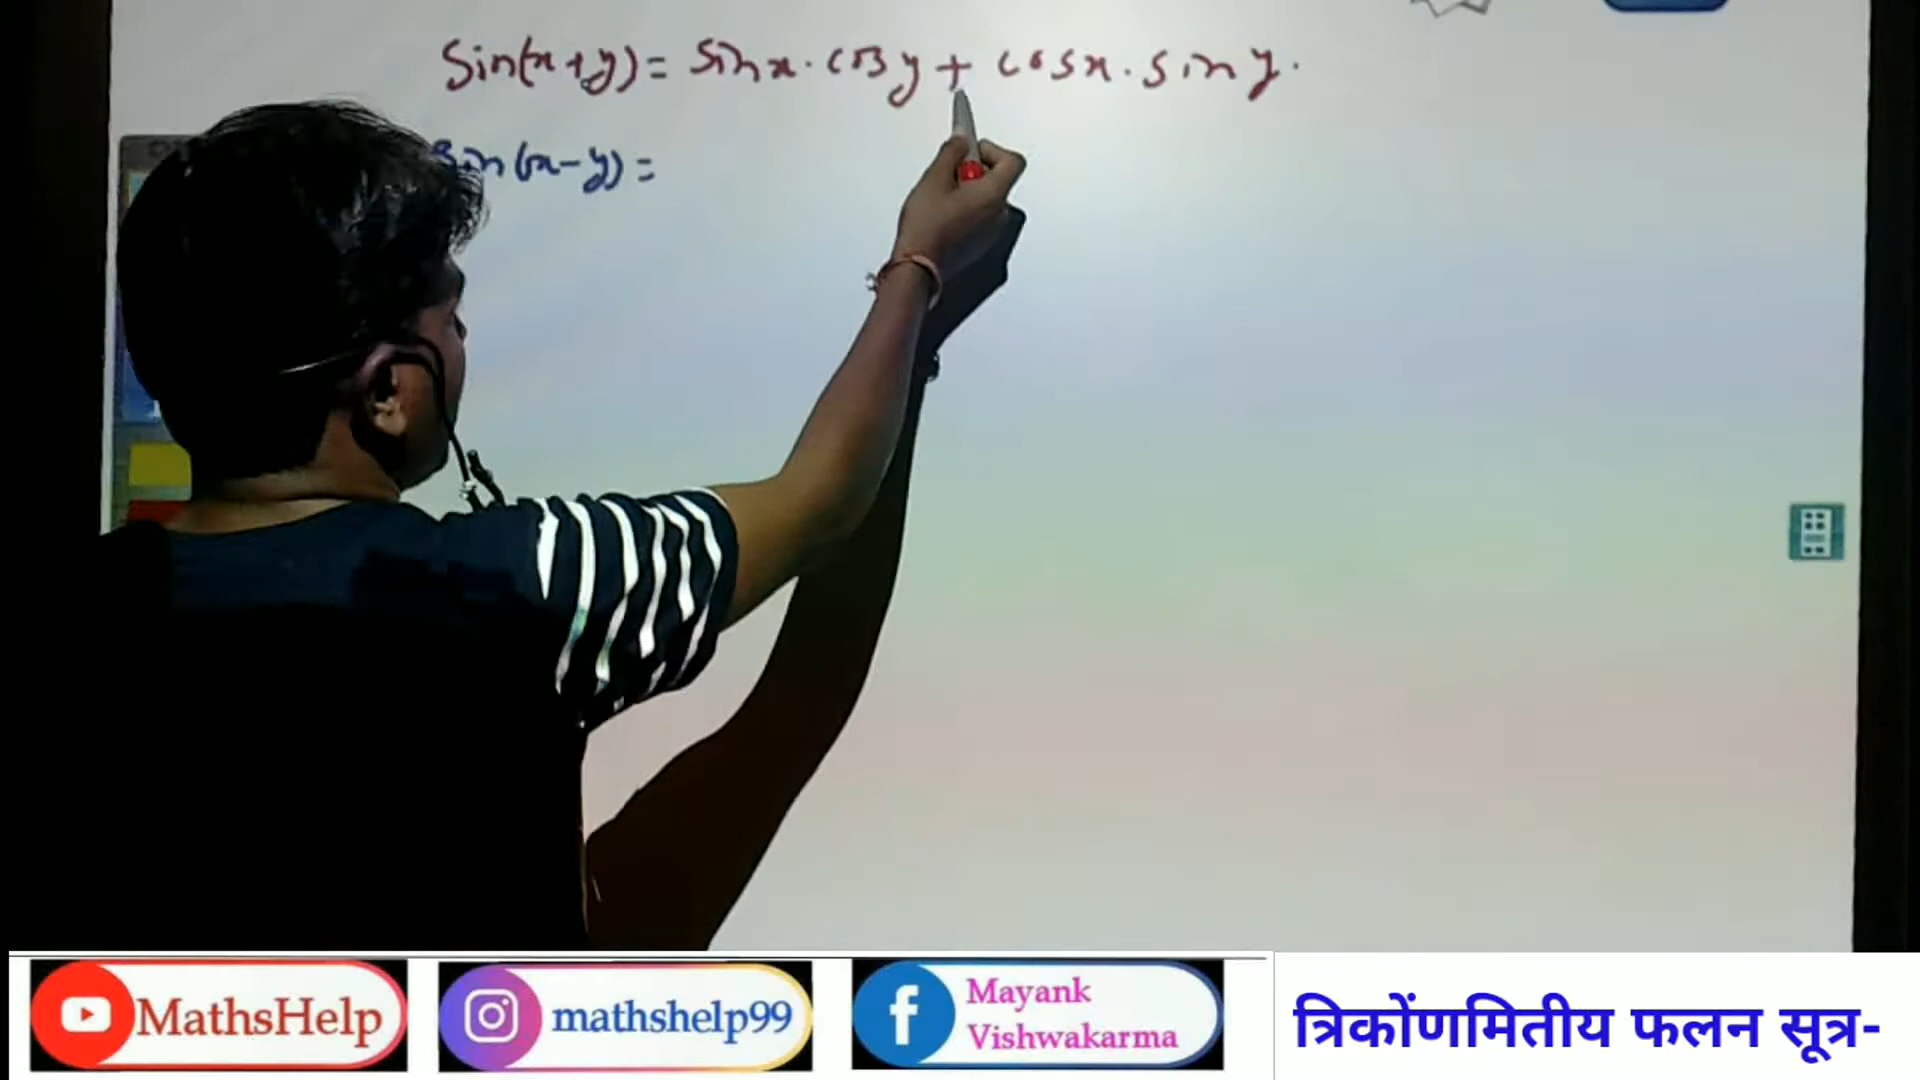 Sin(x+y) = Sinx · cosy + cosx · siny ·
Sin(x-y) =
MathsHelp
mathshelp99
Mayank
Vishwakarma
त्रिकोंणमितीय फलन सूत्र-